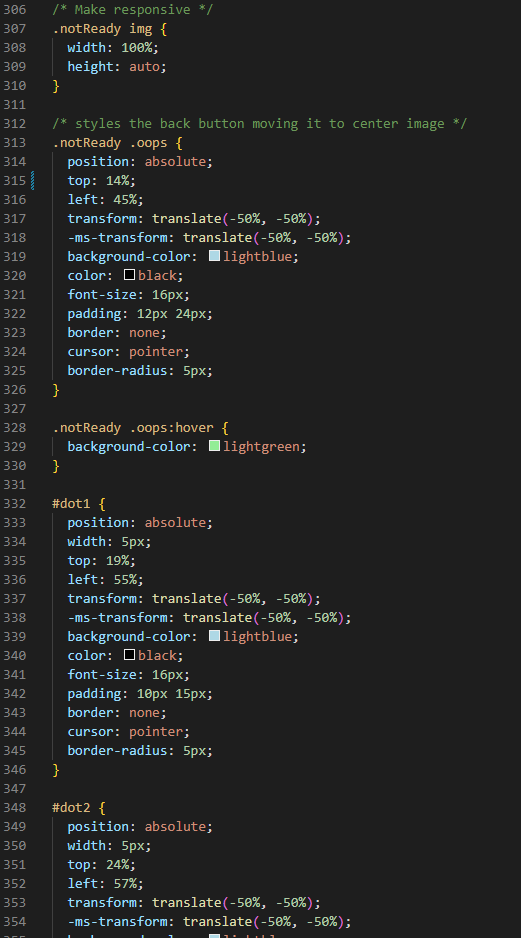 306 /* Make responsive */
307 .notReady img {
308 width: 100%;
309 height: auto;
310 }
311
312 /* styles the back button moving it to center image */
313 .notReady .oops {
314 position: absolute;
315 top: 14%;
316 left: 45%;
317 transform: translate(-50%, -50%);
318 -ms-transform: translate(-50%, -50%);
319 background-color: lightblue;
320 color: black;
321 font-size: 16px;
322 padding: 12px 24px;
323 border: none;
324 cursor: pointer;
325 border-radius: 5px;
326 }
327
328 .notReady .oops:hover {
329 background-color: lightgreen;
330 }
331
332 #dot1 {
333 position: absolute;
334 width: 5px;
335 top: 19%;
336 left: 55%;
337 transform: translate(-50%, -50%);
338 -ms-transform: translate(-50%, -50%);
339 background-color: lightblue;
340 color: black;
341 font-size: 16px;
342 padding: 10px 15px;
343 border: none;
344 cursor: pointer;
345 border-radius: 5px;
346 }
347
348 #dot2 {
349 position: absolute;
350 width: 5px;
351 top: 24%;
352 left: 57%;
353 transform: translate(-50%, -50%);
354 -ms-transform: translate(-50%, -50%);